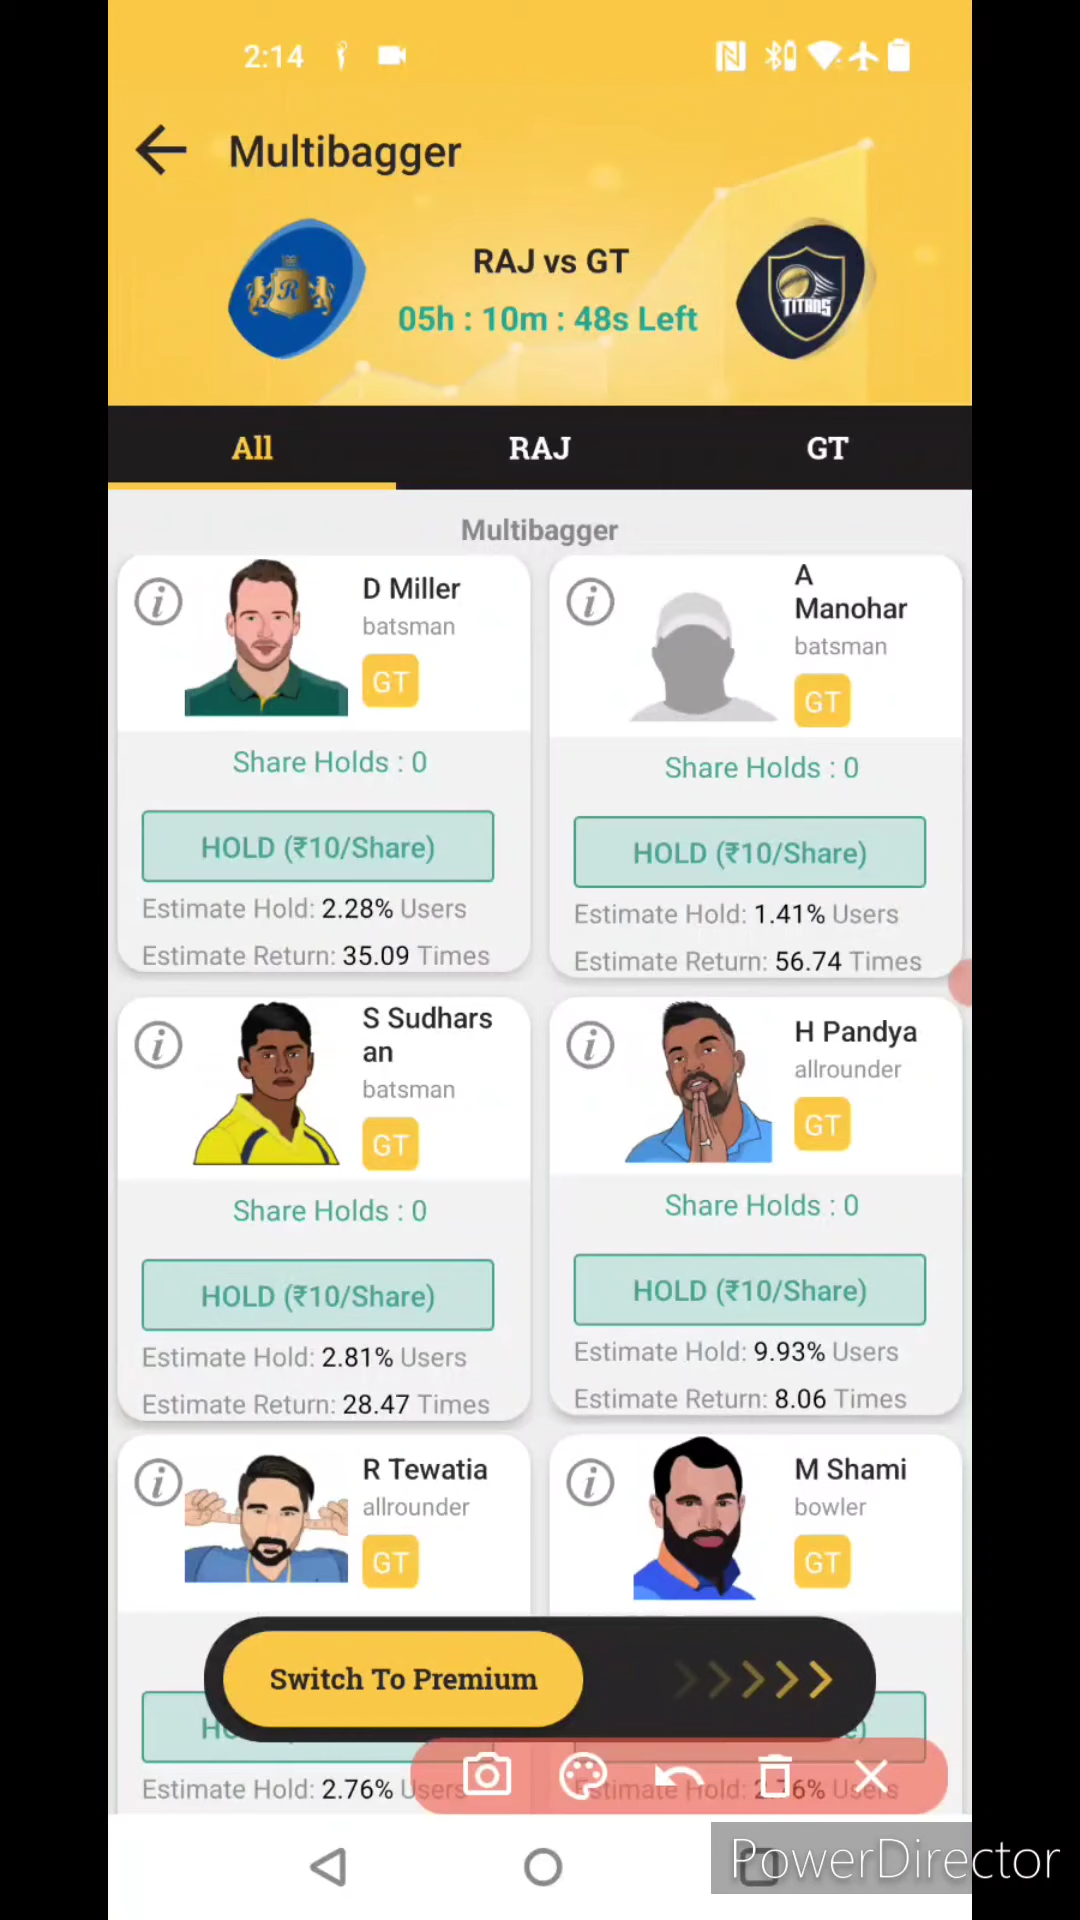 2:14
Multibagger
RAJ vs GT
05h : 10m : 48s Left
R
TITANS
All
RAJ
GT
Multibagger
D Miller
batsman
GT
Share Holds : 0
HOLD (₹10/Share)
Estimate Hold: 2.28% Users
Estimate Return: 35.09 Times
A
Manohar
batsman
GT
Share Holds : 0
HOLD (₹10/Share)
Estimate Hold: 1.41% Users
Estimate Return: 56.74 Times
S Sudhars
an
batsman
GT
Share Holds : 0
HOLD (₹10/Share)
Estimate Hold: 2.81% Users
Estimate Return: 28.47 Times
H Pandya
allrounder
GT
Share Holds : 0
HOLD (₹10/Share)
Estimate Hold: 9.93% Users
Estimate Return: 8.06 Times
R Tewatia
allrounder
GT
M Shami
bowler
GT
Switch To Premium
Estimate Hold: 2.76% Users
Estimate Hold: 2.76% Users
PowerDirector